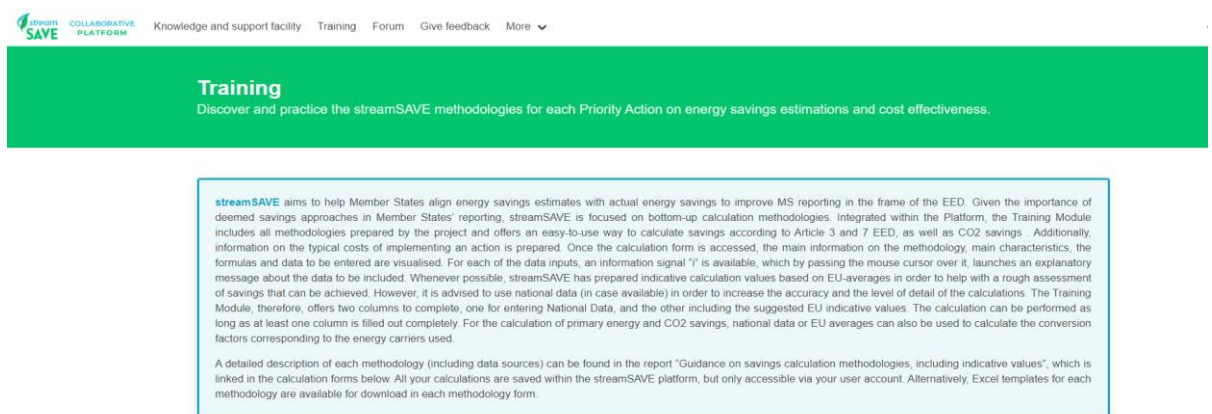 stream
SAVE
COLLABORATIVE
PLATFORM
Knowledge and support facility Training Forum Give feedback More
Training
Discover and practice the streamSAVE methodologies for each Priority Action on energy savings estimations and cost effectiveness.
streamSAVE aims to help Member States align energy savings estimates with actual energy savings to improve MS reporting in the frame of the EED. Given the importance of
deemed savings approaches in Member States' reporting, streamSAVE is focused on bottom-up calculation methodologies. Integrated within the Platform, the Training Module
includes all methodologies prepared by the project and offers an easy-to-use way to calculate savings according to Article 3 and 7 EED, as well as CO2 savings . Additionally,
information on the typical costs of implementing an action is prepared. Once the calculation form is accessed, the main information on the methodology, main characteristics, the
formulas and data to be entered are visualised. For each of the data inputs, an information signal "i" is available, which by passing the mouse cursor over it, launches an explanatory
message about the data to be included. Whenever possible, streamSAVE has prepared indicative calculation values based on EU-averages in order to help with a rough assessment
of savings that can be achieved. However, it is advised to use national data (in case available) in order to increase the accuracy and the level of detail of the calculations. The Training
Module, therefore, offers two columns to complete, one for entering National Data, and the other including the suggested EU indicative values. The calculation can be performed as
long as at least one column is filled out completely. For the calculation of primary energy and CO2 savings, national data or EU averages can also be used to calculate the conversion
factors corresponding to the energy carriers used.
A detailed description of each methodology (including data sources) can be found in the report "Guidance on savings calculation methodologies, including indicative values", which is
linked in the calculation forms below. All your calculations are saved within the streamSAVE platform, but only accessible via your user account. Alternatively, Excel templates for each
methodology are available for download in each methodology form.